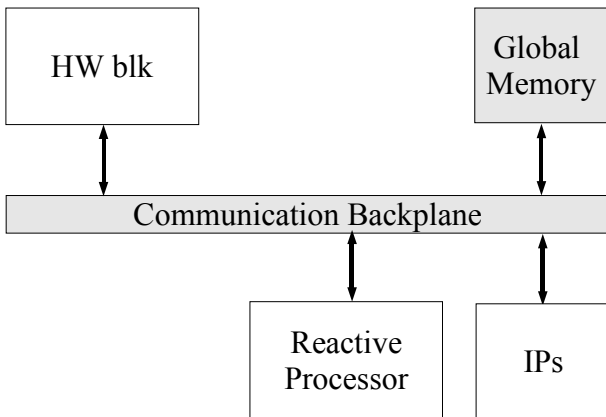 HW blk
Global
Memory
Communication Backplane
Reactive
Processor
IPs